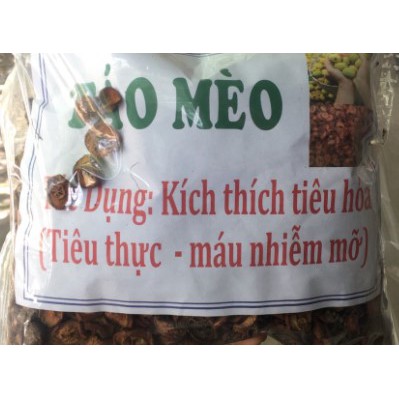 TÁO MÈO
Dụng: Kích thích tiêu hóa
(Tiêu thực - máu nhiễm mỡ)